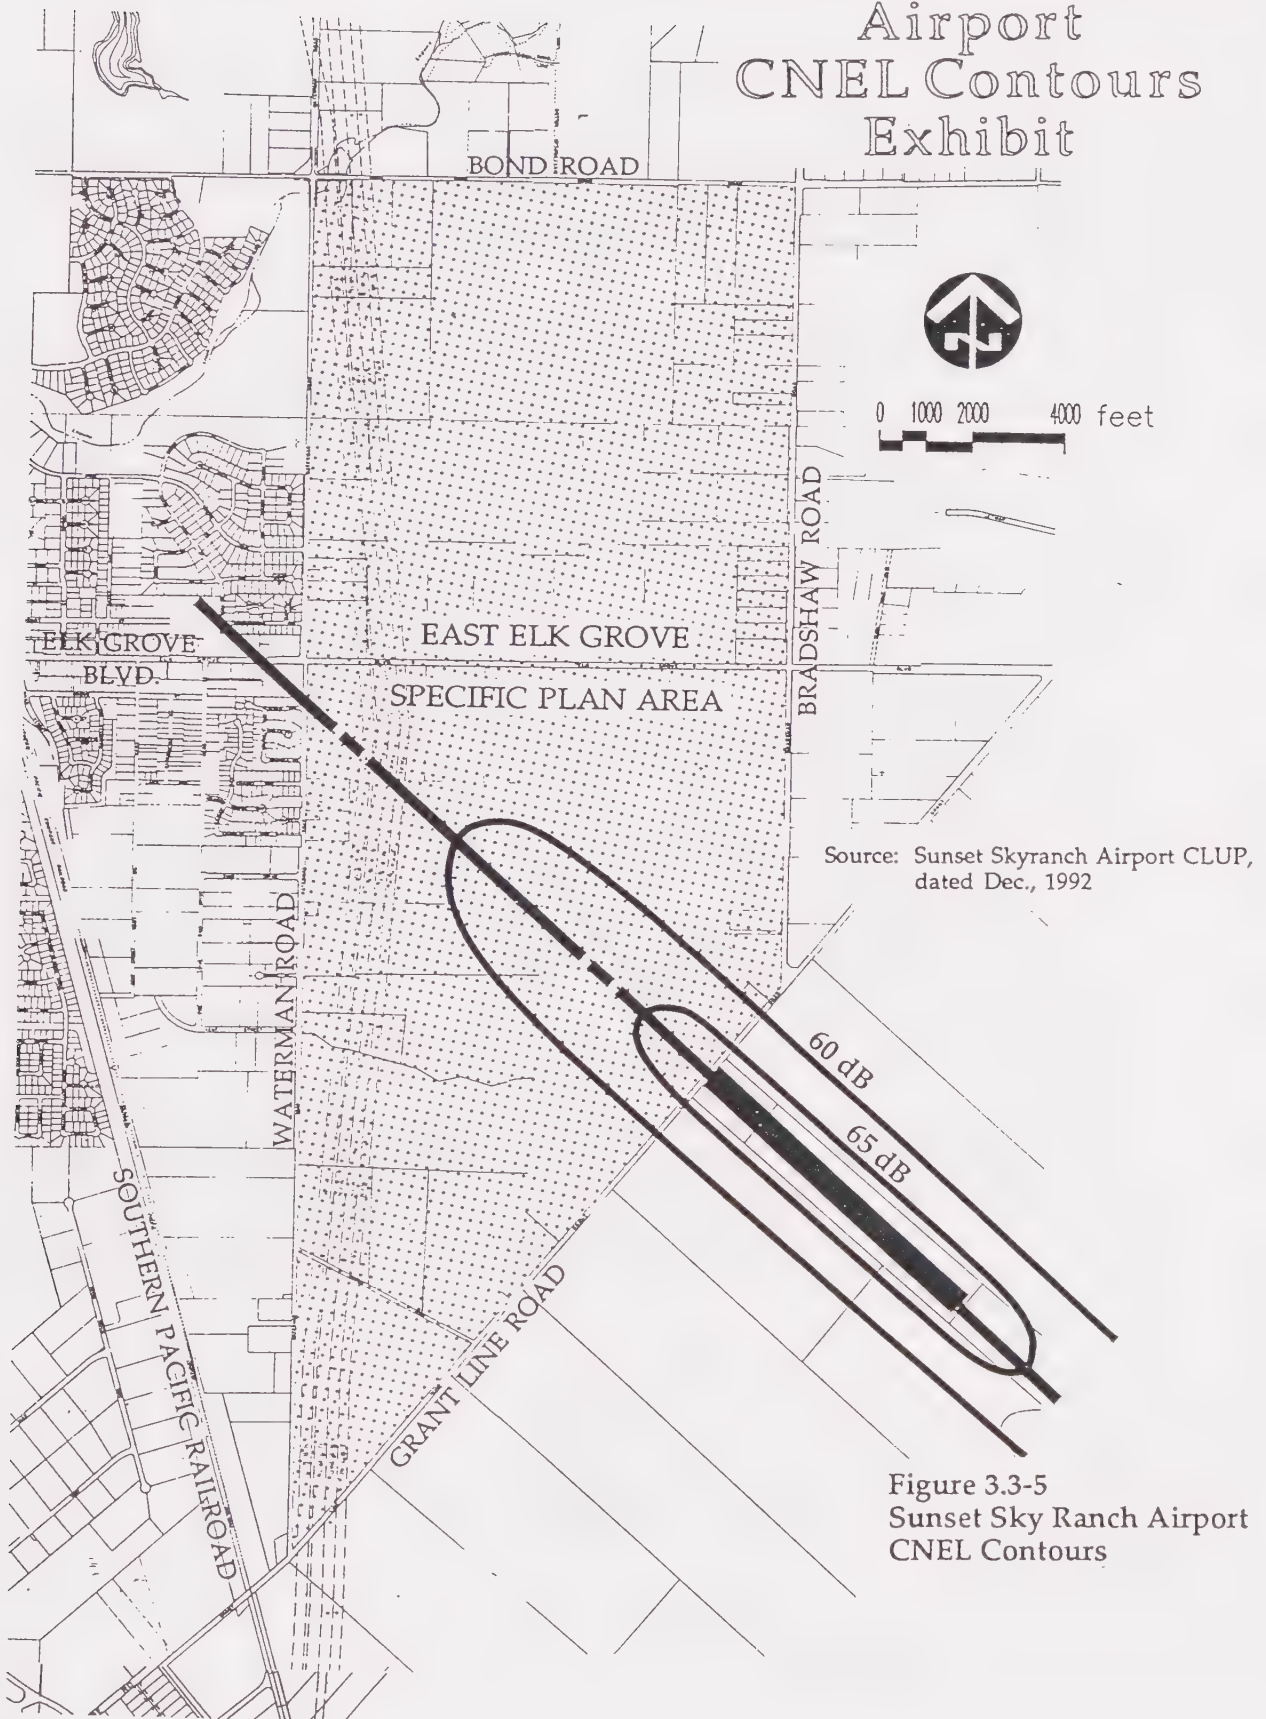 Airport
CNEL Contours
Exhibit
BOND ROAD
0 1000 2000 4000 feet
BRADSHAW ROAD
ELK GROVE
BLVD.
EAST ELK GROVE
SPECIFIC PLAN AREA
Source: Sunset Skyranch Airport CLUP,
dated Dec., 1992
WATERMAN ROAD
60 dB
65 dB
SOUTHERN PACIFIC RAILROAD
GRANT LINE ROAD
Figure 3.3-5
Sunset Sky Ranch Airport
CNEL Contours